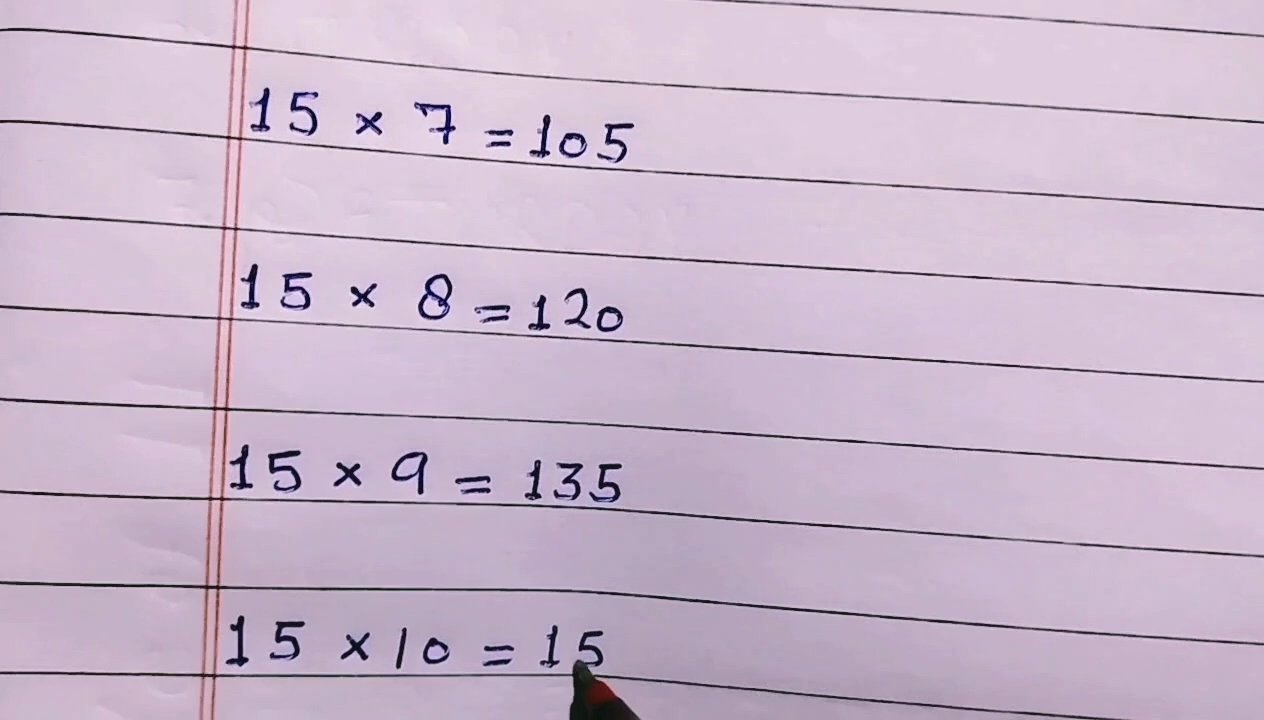 15 × 7 = 105
15 × 8 = 120
15 × 9 = 135
15 × 10 = 15